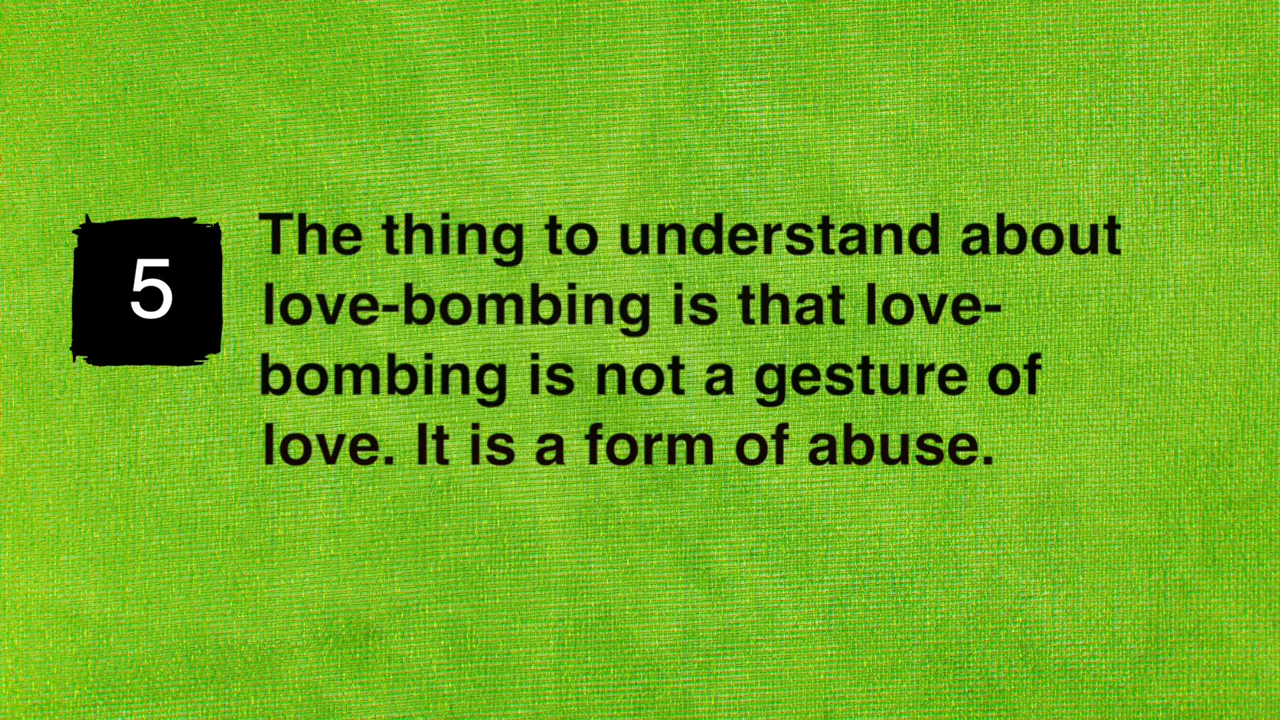 5
The thing to understand about
love-bombing is that love-
bombing is not a gesture of
love. It is a form of abuse.